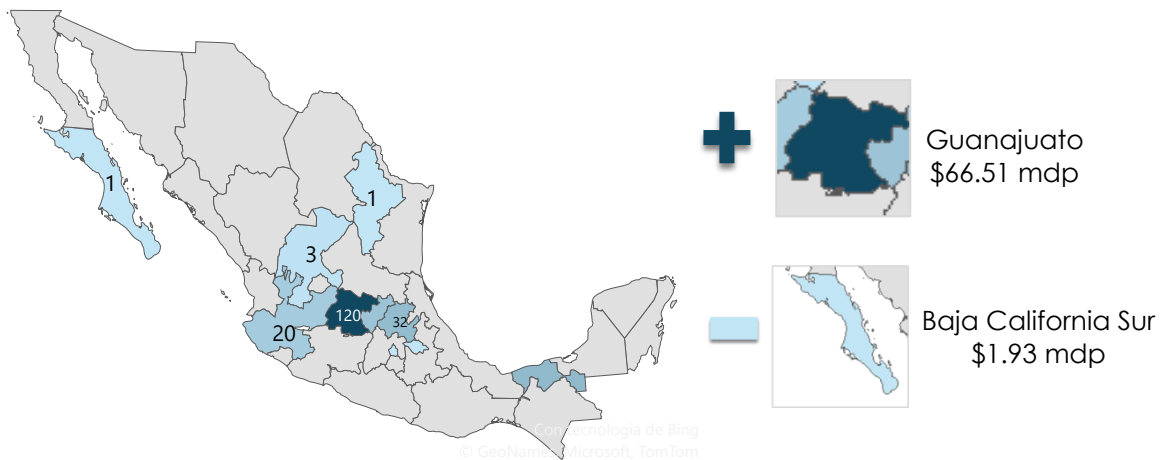 1
1
3
20
120
32
Guanajuato
$66.51 mdp
Baja California Sur
$1.93 mdp
Con tecnología de Bing
© GeoNames, Microsoft, TomTom